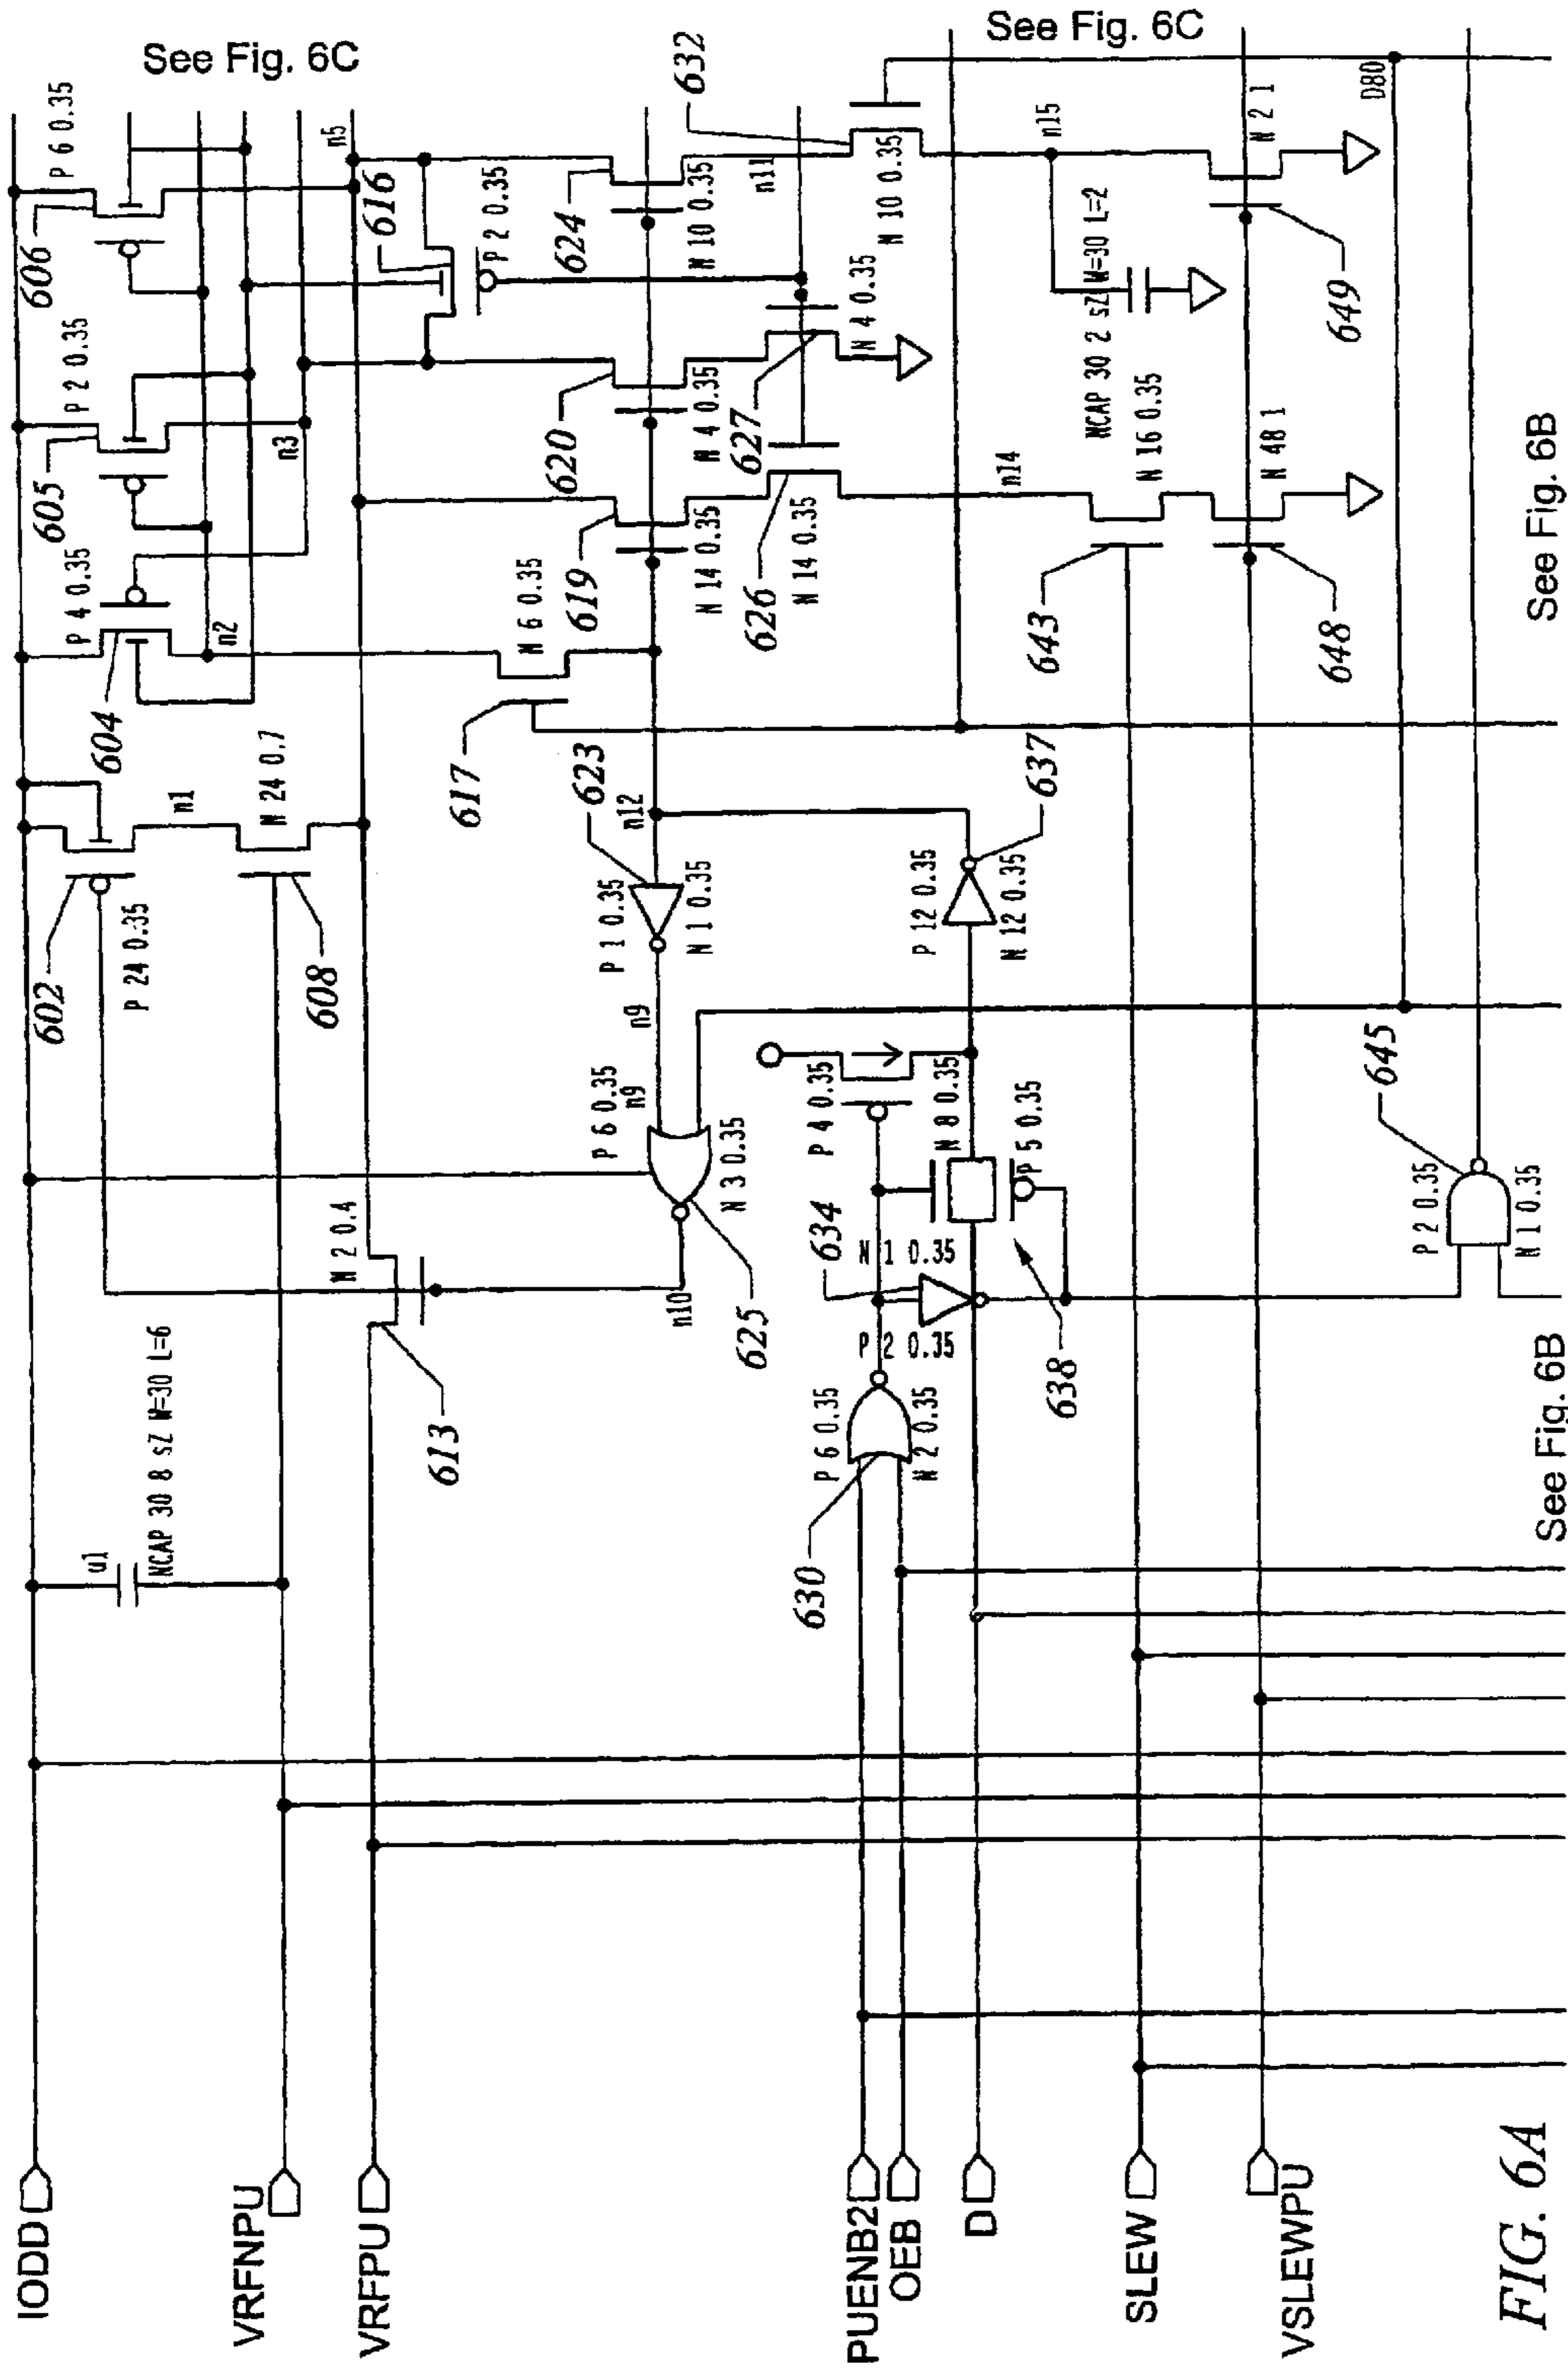 See Fig. 6C
See Fig. 6C
IODD
VRFNPU
VRFPU
PUENB2
OEB
D
SLEW
VSLEWPU
u1
NCAP 30 8 sZ W=30 L=6
602
P 24 0.35
n1
608
N 24 0.7
604
P 4 0.35
n2
605
P 2 0.35
n3
606
P 6 0.35
n5
616
P 2 0.35
613
N 2 0.4
617
N 6 0.35
619
N 14 0.35
620
N 4 0.35
624
N 10 0.35
n11
632
N 10 0.35
623
n12
P 1 0.35
N 1 0.35
n9
P 6 0.35
n9
N 3 0.35
n10
625
626
N 14 0.35
627
N 4 0.35
n14
n15
630
P 6 0.35
N 2 0.35
634
N 1 0.35
P 2 0.35
P 4 0.35
N 8 0.35
P 5 0.35
638
P 12 0.35
N 12 0.35
637
643
N 16 0.35
NCAP 30 2 sZ W=30 L=2
648
N 48 1
649
N 2 1
645
P 2 0.35
N 1 0.35
D80
See Fig. 6B
See Fig. 6B
FIG. 6A